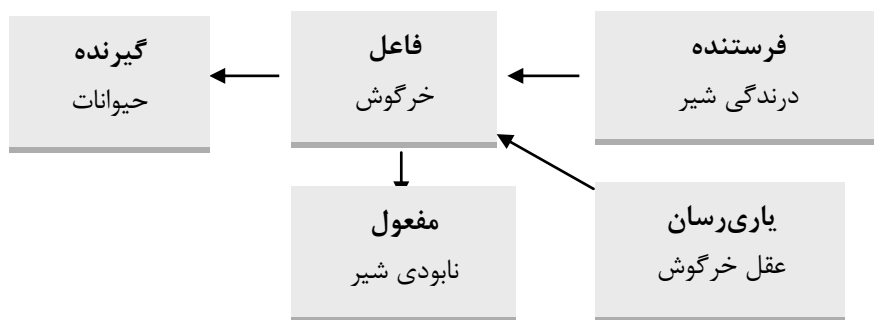 فرستنده
درندگی شیر
فاعل
خرگوش
گیرنده
حیوانات
یاری‌رسان
عقل خرگوش
مفعول
نابودی شیر